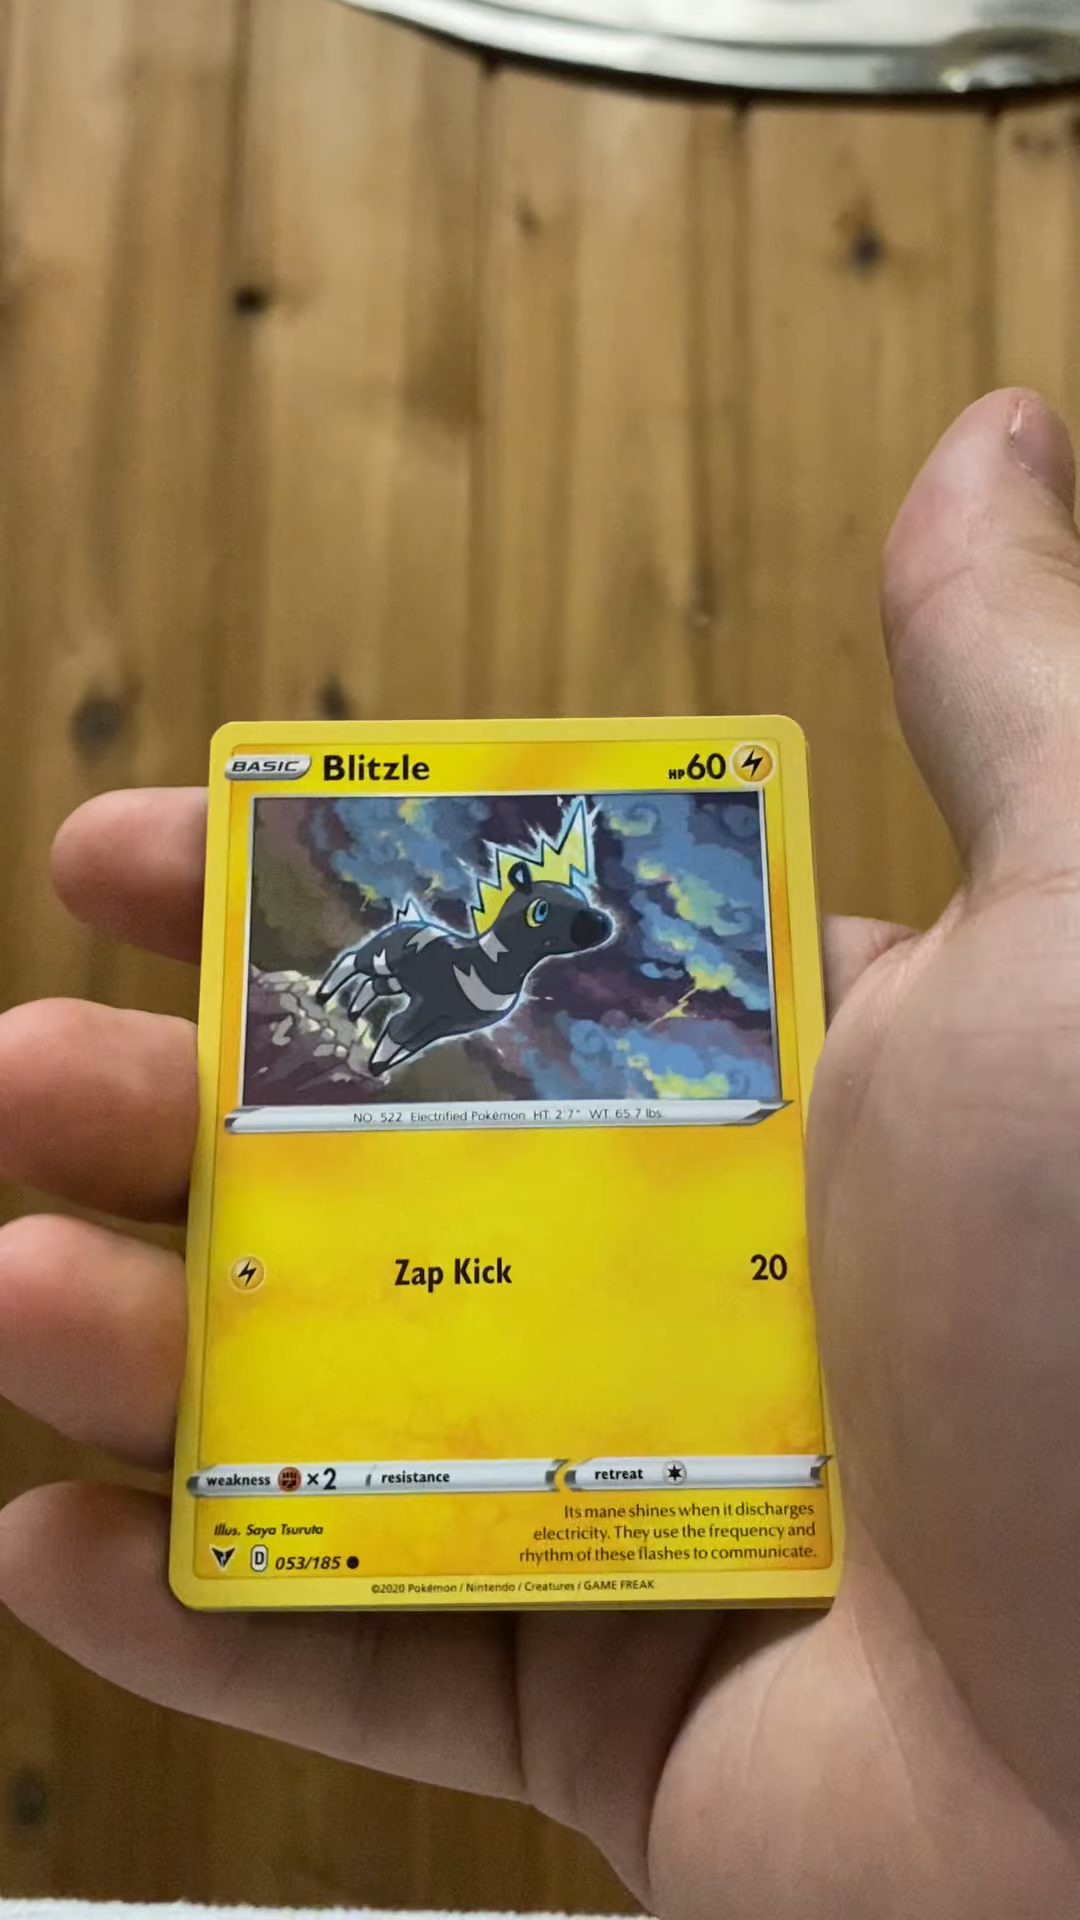 BASIC Blitzle HP 60
NO. 522 Electrified Pokémon HT 2'7" WT 65.7 lbs.
Zap Kick 20
weakness ×2 resistance retreat
Its mane shines when it discharges
electricity. They use the frequency and
rhythm of these flashes to communicate.
Illus. Saya Tsuruta
D 053/185
©2020 Pokémon / Nintendo / Creatures / GAME FREAK